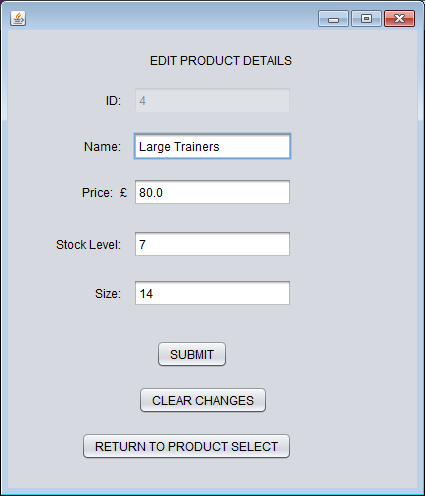 EDIT PRODUCT DETAILS
ID: 4
Name: Large Trainers
Price: £ 80.0
Stock Level: 7
Size: 14
SUBMIT
CLEAR CHANGES
RETURN TO PRODUCT SELECT